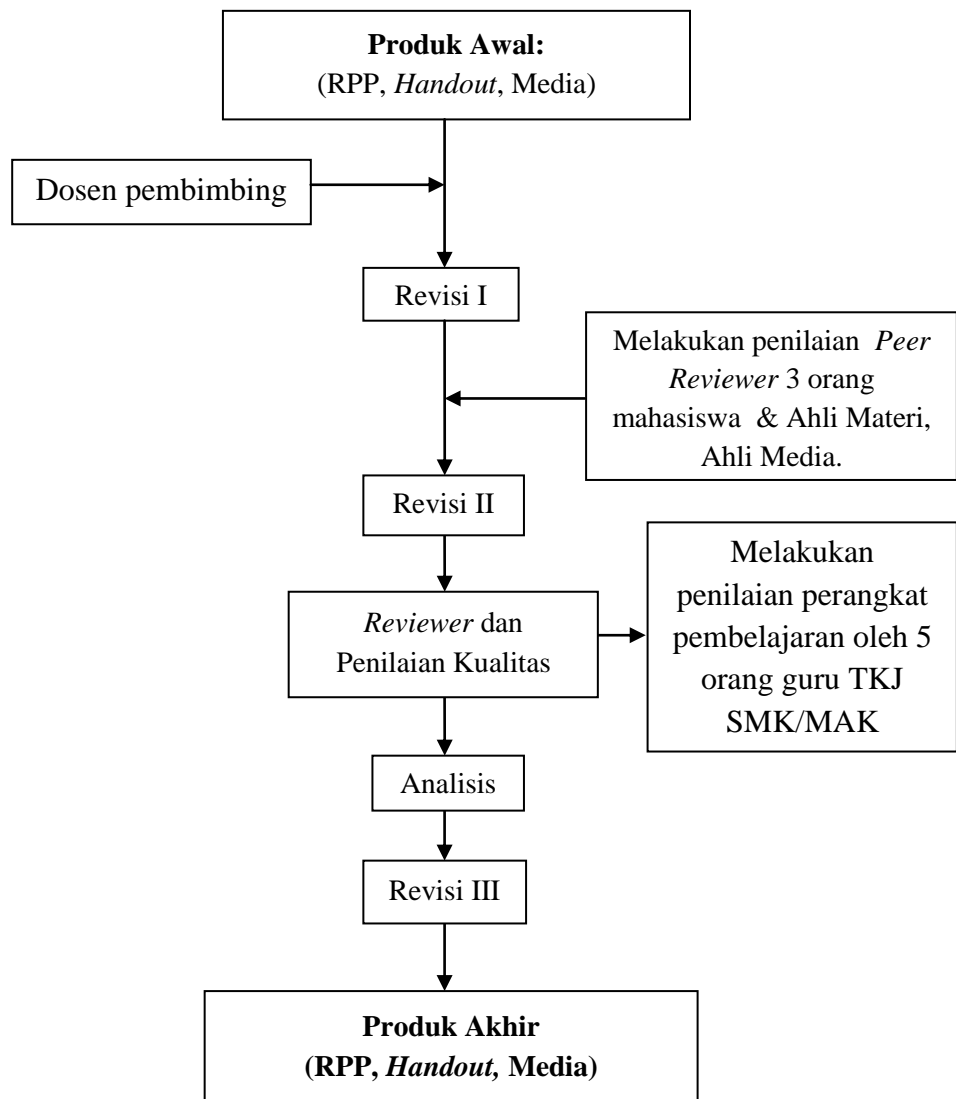 Produk Awal:
(RPP, Handout, Media)
Dosen pembimbing
Revisi I
Melakukan penilaian Peer
Reviewer 3 orang
mahasiswa & Ahli Materi,
Ahli Media.
Revisi II
Reviewer dan
Penilaian Kualitas
Melakukan
penilaian perangkat
pembelajaran oleh 5
orang guru TKJ
SMK/MAK
Analisis
Revisi III
Produk Akhir
(RPP, Handout, Media)